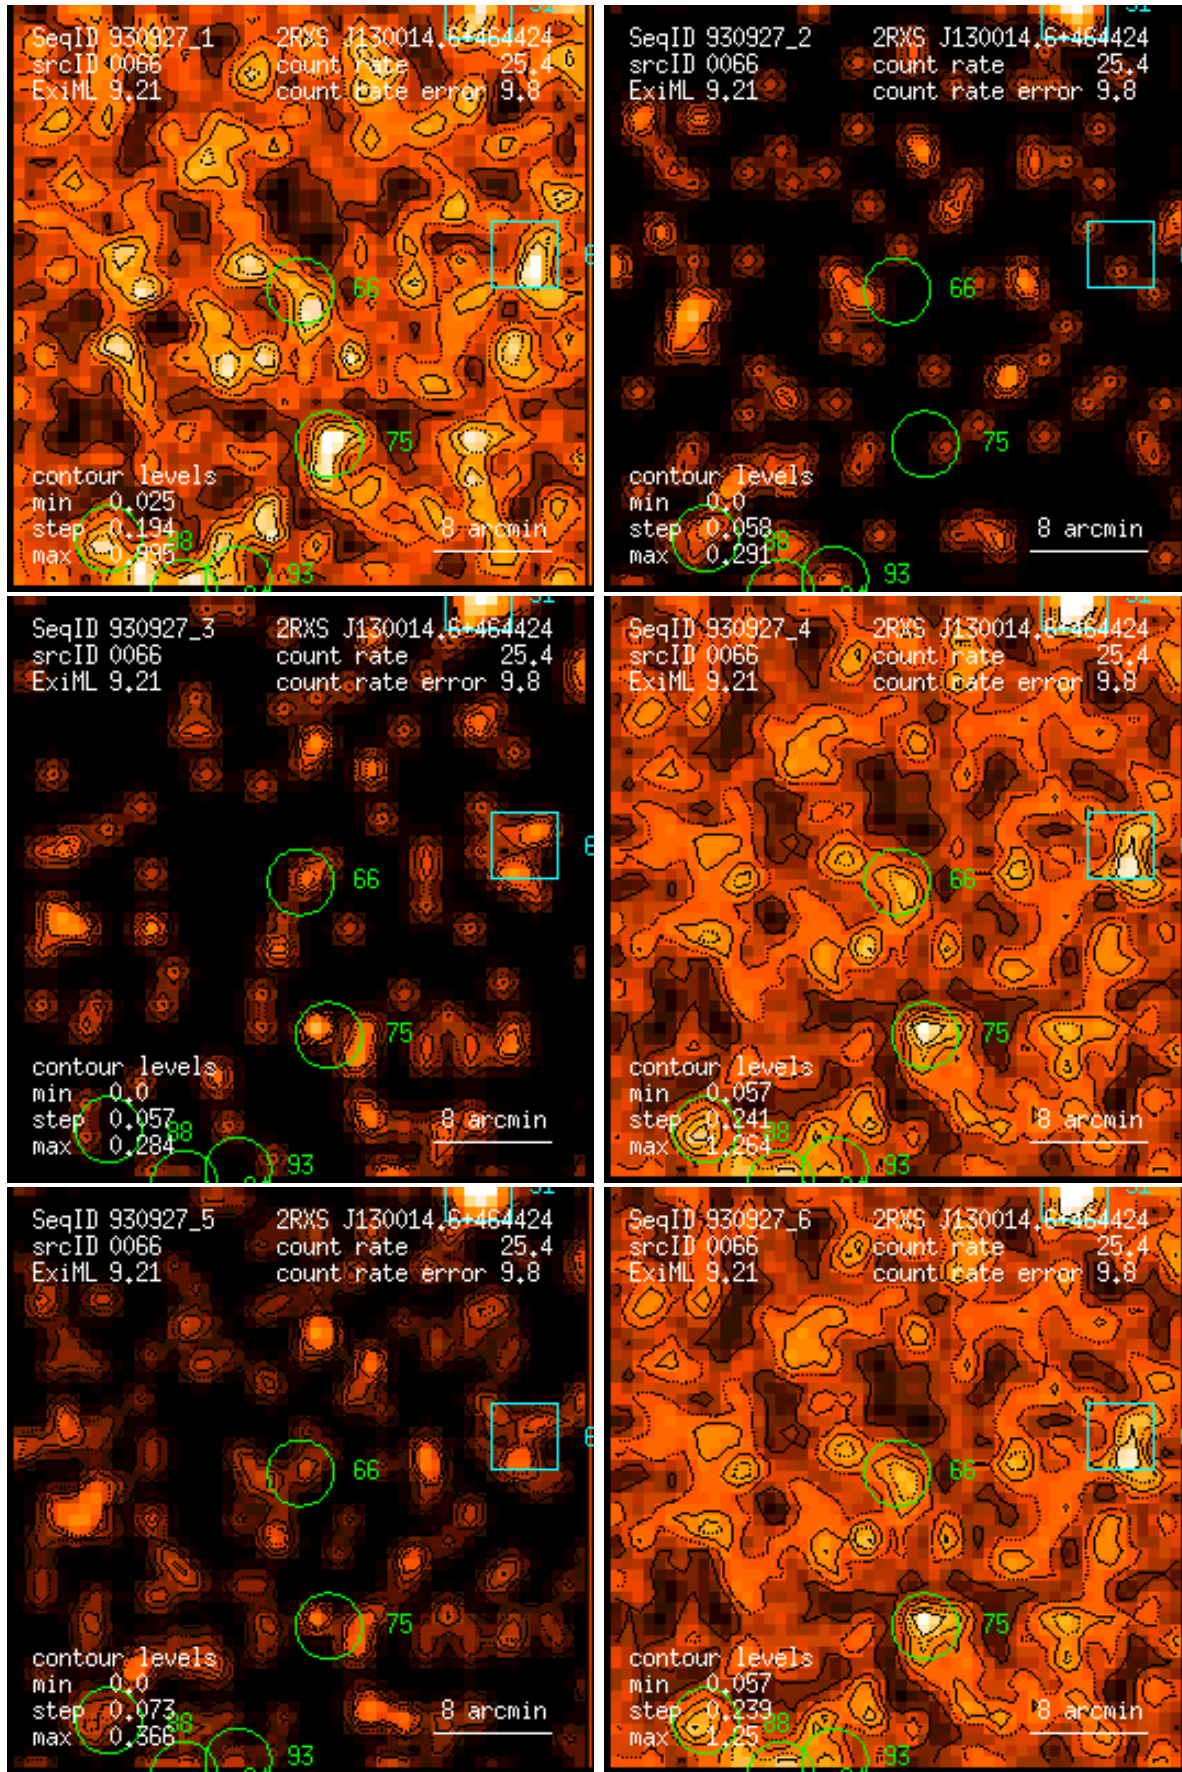 SeqID 930927_1 2RXS J130014.6+464424
srcID 0066 count rate 25.4
ExiML 9.21 count rate error 9.8
66
75
contour levels
min 0.025
step 0.194
max 0.995
8 arcmin
93
SeqID 930927_2 2RXS J130014.6+464424
srcID 0066 count rate 25.4
ExiML 9.21 count rate error 9.8
66
75
contour levels
min 0.0
step 0.058
max 0.291
8 arcmin
93
SeqID 930927_3 2RXS J130014.6+464424
srcID 0066 count rate 25.4
ExiML 9.21 count rate error 9.8
66
75
contour levels
min 0.0
step 0.057
max 0.284
8 arcmin
93
SeqID 930927_4 2RXS J130014.6+464424
srcID 0066 count rate 25.4
ExiML 9.21 count rate error 9.8
66
75
contour levels
min 0.057
step 0.241
max 1.264
8 arcmin
93
SeqID 930927_5 2RXS J130014.6+464424
srcID 0066 count rate 25.4
ExiML 9.21 count rate error 9.8
66
75
contour levels
min 0.0
step 0.073
max 0.366
8 arcmin
93
SeqID 930927_6 2RXS J130014.6+464424
srcID 0066 count rate 25.4
ExiML 9.21 count rate error 9.8
66
75
contour levels
min 0.057
step 0.239
max 1.25
8 arcmin
93